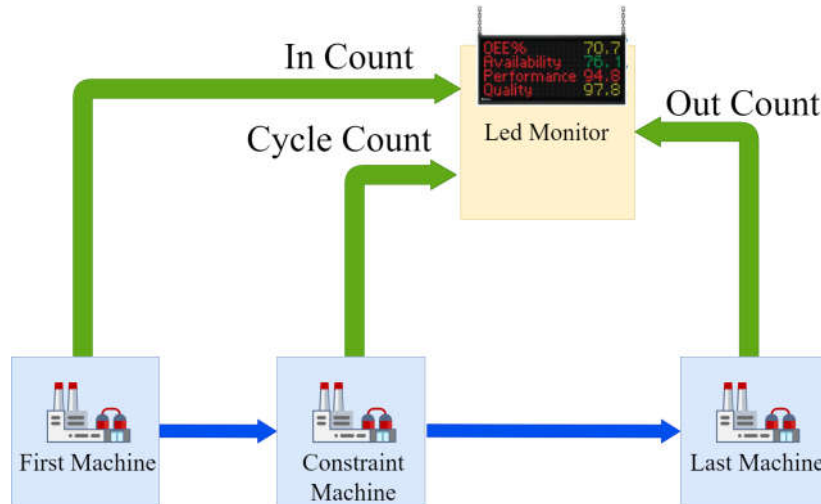 In Count
OEE% 70.7
Availability 76.1
Performance 94.8
Quality 97.8
Out Count
Led Monitor
Cycle Count
First Machine
Constraint
Machine
Last Machine